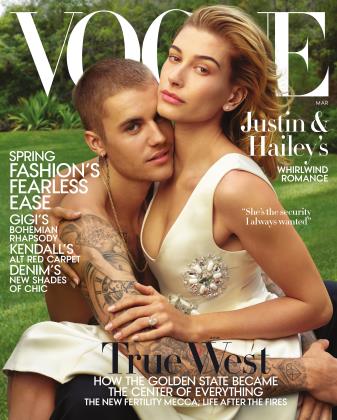 VOGUE
MAR
Justin &
Hailey's
WHIRLWIND
ROMANCE
"She's the security
I always wanted"
SPRING
FASHION'S
FEARLESS
EASE
GIGI'S
BOHEMIAN
RHAPSODY
KENDALL'S
ALT RED CARPET
DENIM'S
NEW SHADES
OF CHIC
True West
HOW THE GOLDEN STATE BECAME
THE CENTER OF EVERYTHING
THE NEW FERTILITY MECCA; LIFE AFTER THE FIRES